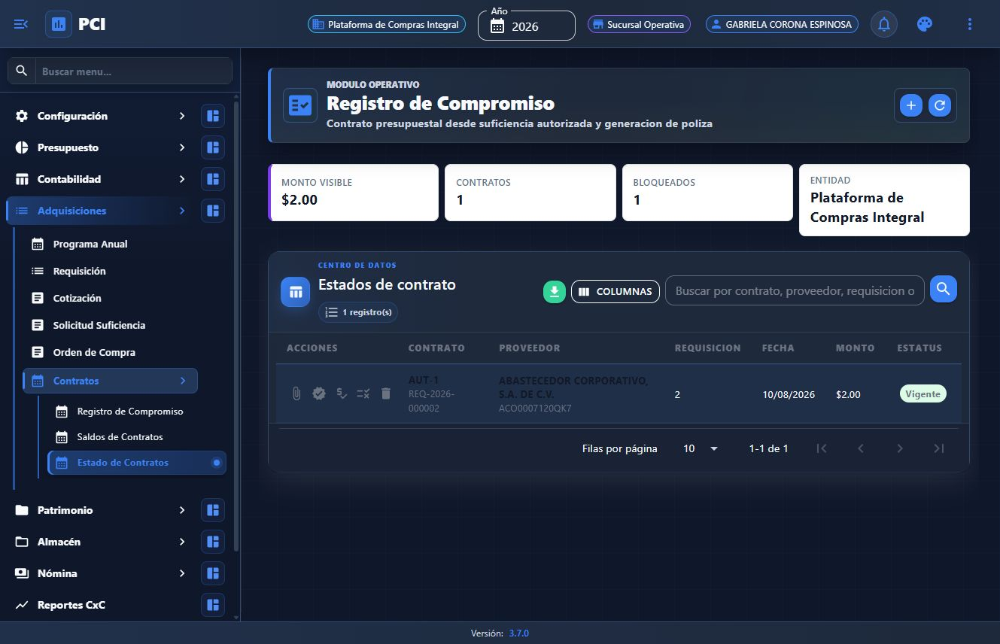 PCI
Plataforma de Compras Integral
Año
2026
Sucursal Operativa
GABRIELA CORONA ESPINOSA
Buscar menu...
Configuración
Presupuesto
Contabilidad
Adquisiciones
Programa Anual
Requisición
Cotización
Solicitud Suficiencia
Orden de Compra
Contratos
Registro de Compromiso
Saldos de Contratos
Estado de Contratos
Patrimonio
Almacén
Nómina
Reportes CxC
MODULO OPERATIVO
Registro de Compromiso
Contrato presupuestal desde suficiencia autorizada y generacion de poliza
MONTO VISIBLE
$2.00
CONTRATOS
1
BLOQUEADOS
1
ENTIDAD
Plataforma de
Compras Integral
CENTRO DE DATOS
Estados de contrato
1 registro(s)
COLUMNAS
Buscar por contrato, proveedor, requisicion o
ACCIONES CONTRATO PROVEEDOR REQUISICION FECHA MONTO ESTATUS
AUT-1
REQ-2026-
000002
ABASTECEDOR CORPORATIVO,
S.A. DE C.V.
ACO0007120QK7
2
10/08/2026
$2.00
Vigente
Filas por página 10 1-1 de 1
Versión: 3.7.0